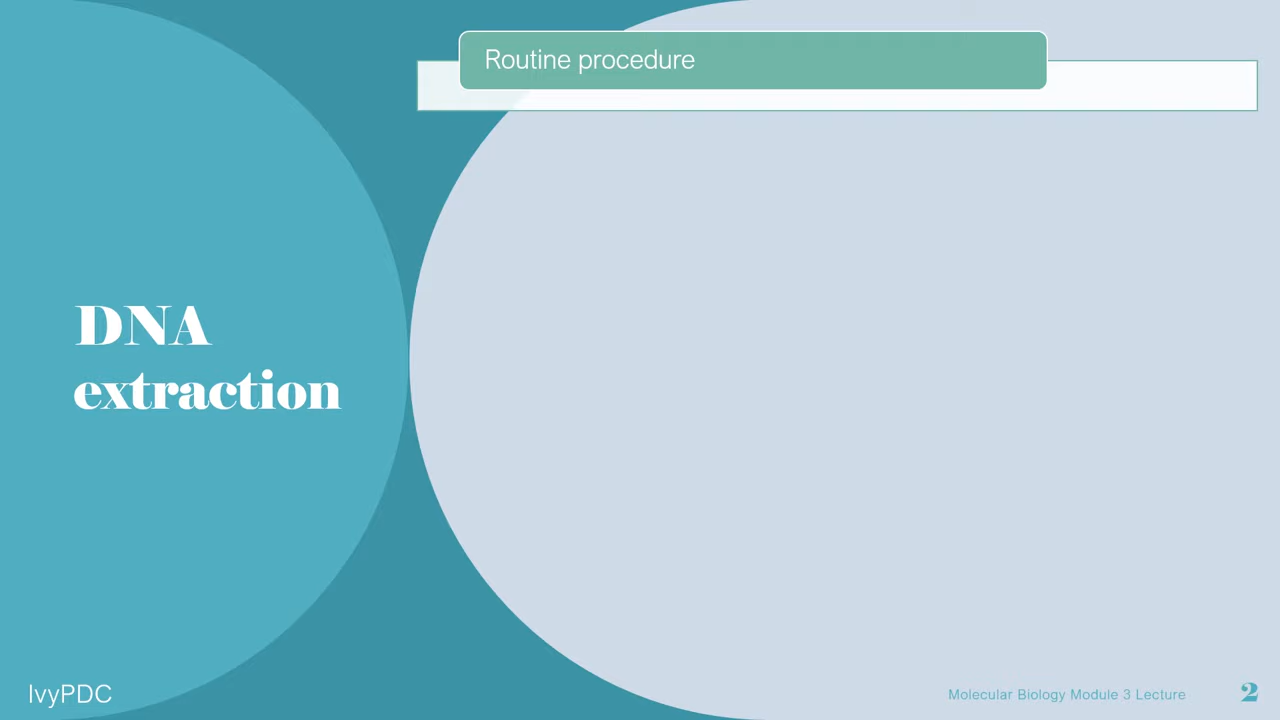 Routine procedure
DNA
extraction
IvyPDC
Molecular Biology Module 3 Lecture
2